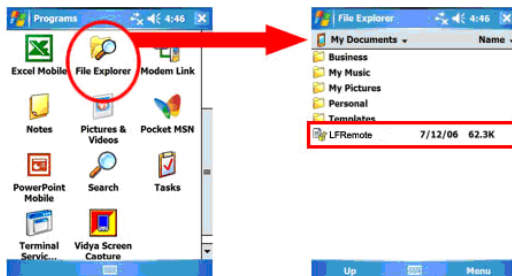 Programs 4:46
Excel Mobile File Explorer Modem Link
Notes Pictures & Videos Pocket MSN
PowerPoint Mobile Search Tasks
Terminal Servic... Vidya Screen Capture
File Explorer 4:46
My Documents Name
Business
My Music
My Pictures
Personal
Templates
LFRemote 7/12/06 62.3K
Up Menu